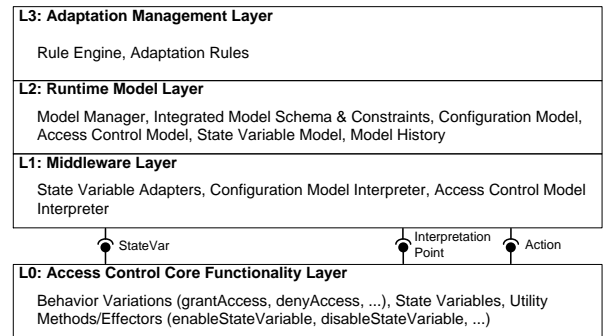 L3: Adaptation Management Layer
Rule Engine, Adaptation Rules
L2: Runtime Model Layer
Model Manager, Integrated Model Schema & Constraints, Configuration Model,
Access Control Model, State Variable Model, Model History
L1: Middleware Layer
State Variable Adapters, Configuration Model Interpreter, Access Control Model
Interpreter
StateVar
Interpretation
Point
Action
L0: Access Control Core Functionality Layer
Behavior Variations (grantAccess, denyAccess, ...), State Variables, Utility
Methods/Effectors (enableStateVariable, disableStateVariable, ...)